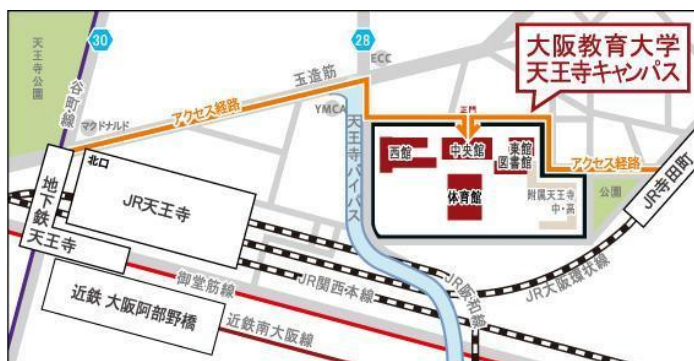 30
28
天王寺公園
谷町線
玉造筋
ECC
大阪教育大学
天王寺キャンパス
YMCA
マクドナルド
アクセス経路
天王寺バイパス
正門
西館
中央館
東館
図書館
体育館
附属天王寺
中・高
アクセス経路
公園
JR寺田町
北口
JR天王寺
地下鉄
天王寺
近鉄 大阪阿部野橋
御堂筋線
JR関西本線
近鉄南大阪線
JR阪和線
JR大阪環状線